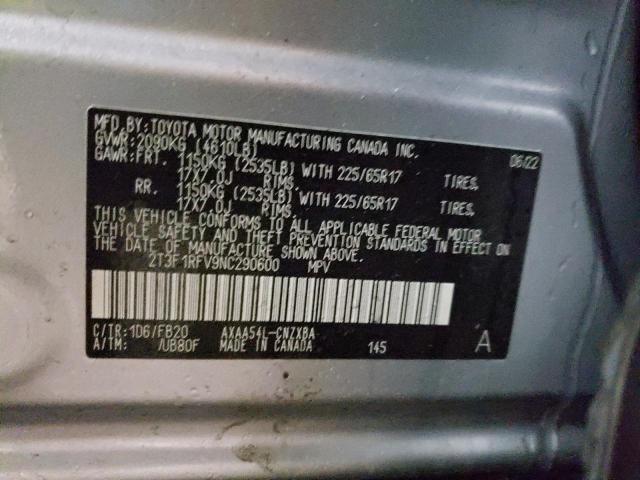 MFD.BY:TOYOTA MOTOR MANUFACTURING CANADA INC.
GVWR:2090KG (4610LB) 06/22
GAWR:FRT. 1150KG (2535LB) WITH 225/65R17 TIRES,
17X7.0J RIMS,
RR. 1150KG (2535LB) WITH 225/65R17 TIRES,
17X7.0J RIMS,
THIS VEHICLE CONFORMS TO ALL APPLICABLE FEDERAL MOTOR
VEHICLE SAFETY AND THEFT PREVENTION STANDARDS IN EFFECT ON
THE DATE OF MANUFACTURE SHOWN ABOVE.
2T3F1RFV9NC290600 MPV
C/TR:1D6/FB20 AXAA54L-CNZXBA
A/TM: /UB80F MADE IN CANADA 145 A